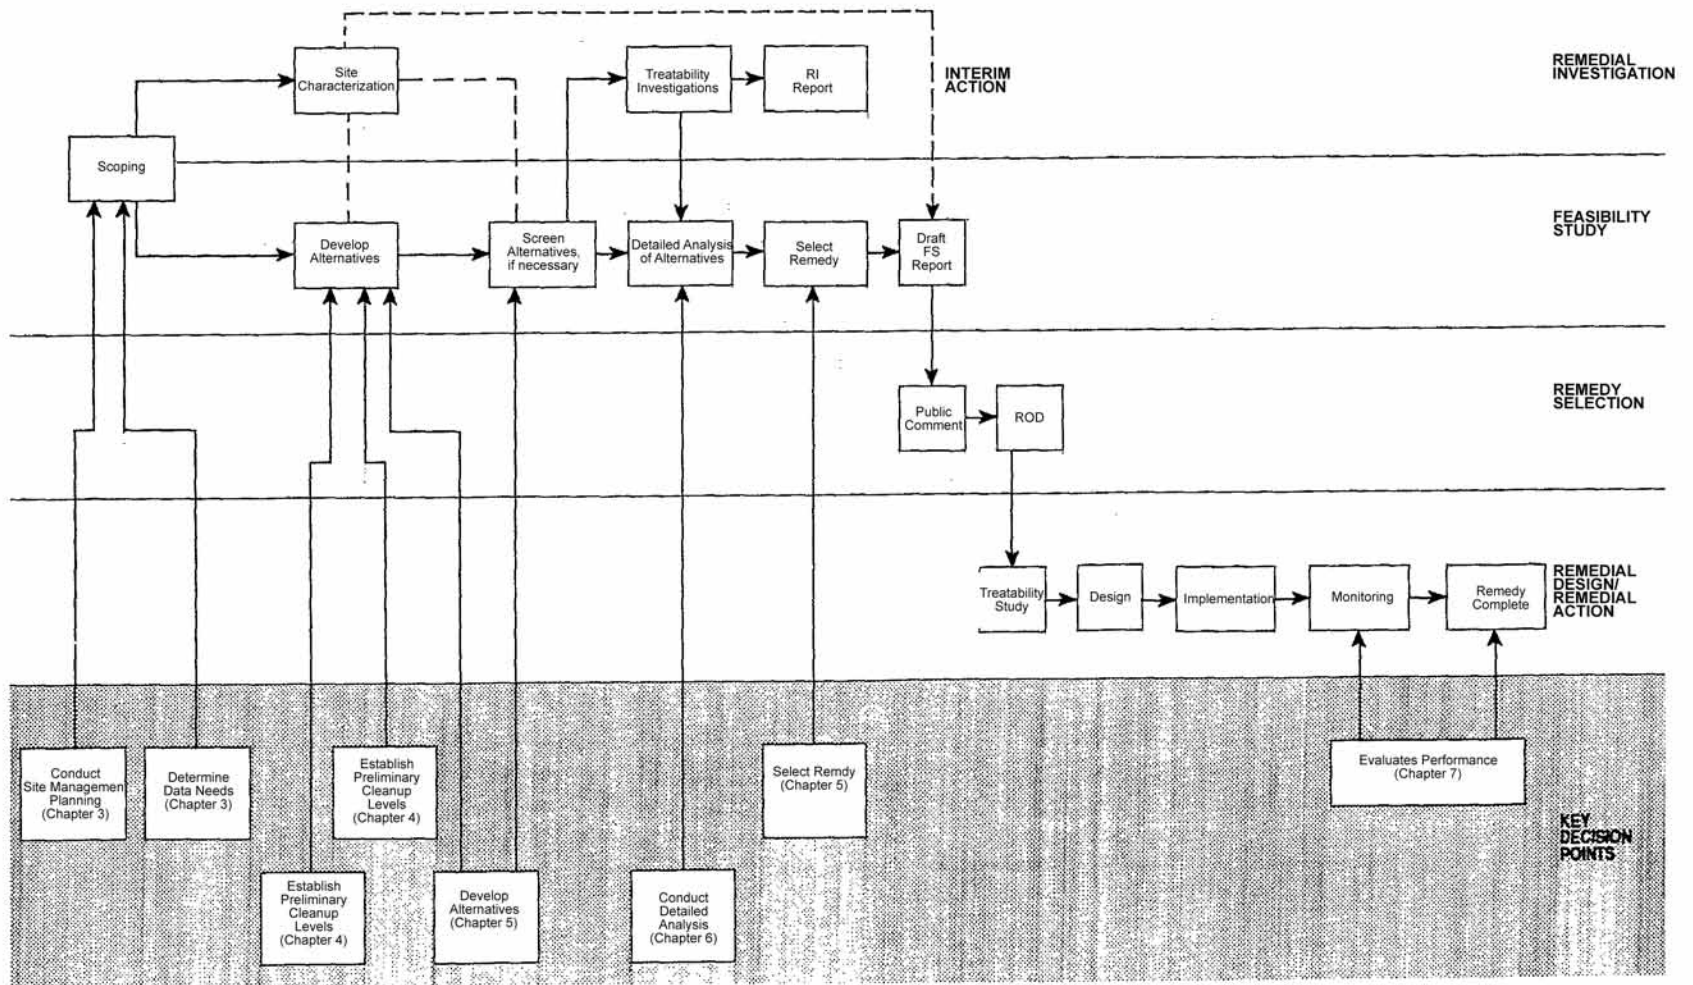 Site
Characterization
Treatability
Investigations
RI
Report
INTERIM
ACTION
REMEDIAL
INVESTIGATION
Scoping
Develop
Alternatives
Screen
Alternatives,
if necessary
Detailed Analysis
of Alternatives
Select
Remedy
Draft
FS
Report
FEASIBILITY
STUDY
Public
Comment
ROD
REMEDY
SELECTION
Treatability
Study
Design
Implementation
Monitoring
Remedy
Complete
REMEDIAL
DESIGN/
REMEDIAL
ACTION
Conduct
Site Management
Planning
(Chapter 3)
Determine
Data Needs
(Chapter 3)
Establish
Preliminary
Cleanup
Levels
(Chapter 4)
Select Remdy
(Chapter 5)
Evaluates Performance
(Chapter 7)
Establish
Preliminary
Cleanup
Levels
(Chapter 4)
Develop
Alternatives
(Chapter 5)
Conduct
Detailed
Analysis
(Chapter 6)
KEY
DECISION
POINTS